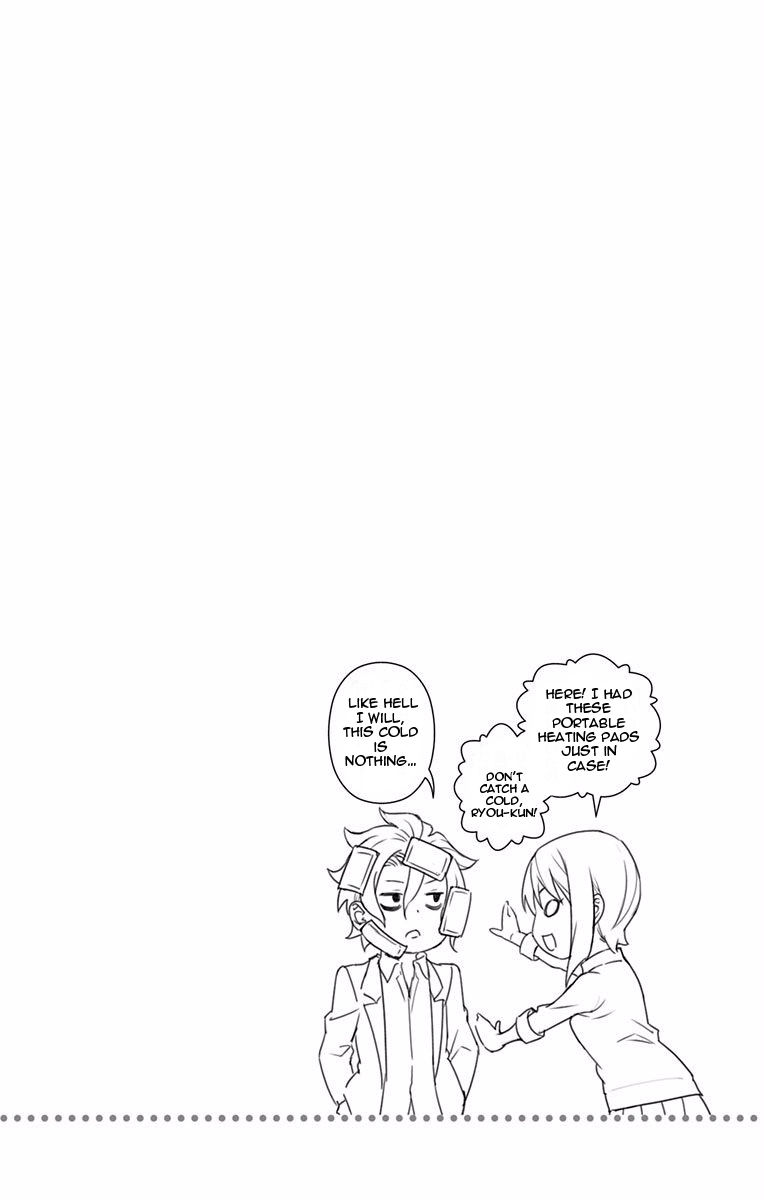 HERE! I HAD
THESE
PORTABLE
HEATING PADS
JUST IN
CASE!
DON'T
CATCH A
COLD,
RYOU-KUN!
LIKE HELL
I WILL,
THIS COLD
IS
NOTHING...